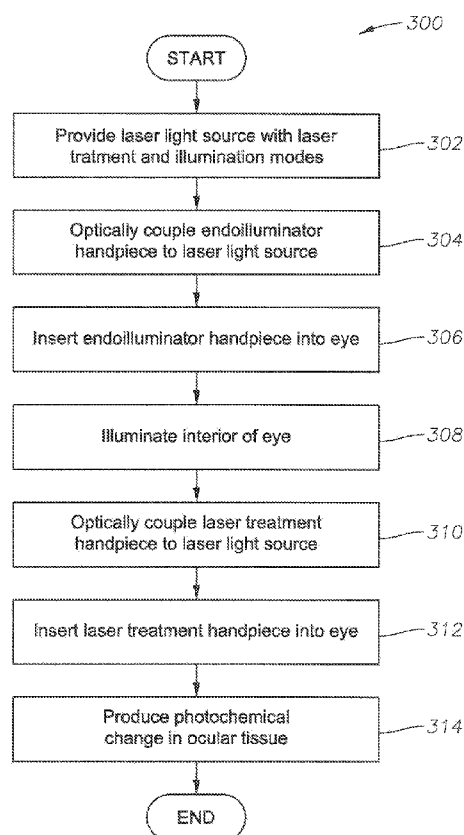 300
START
Provide laser light source with laser
tratment and illumination modes
302
Optically couple endoilluminator
handpiece to laser light source
304
Insert endoilluminator handpiece into eye
306
Illuminate interior of eye
308
Optically couple laser treatment
handpiece to laser light source
310
Insert laser treatment handpiece into eye
312
Produce photochemical
change in ocular tissue
314
END